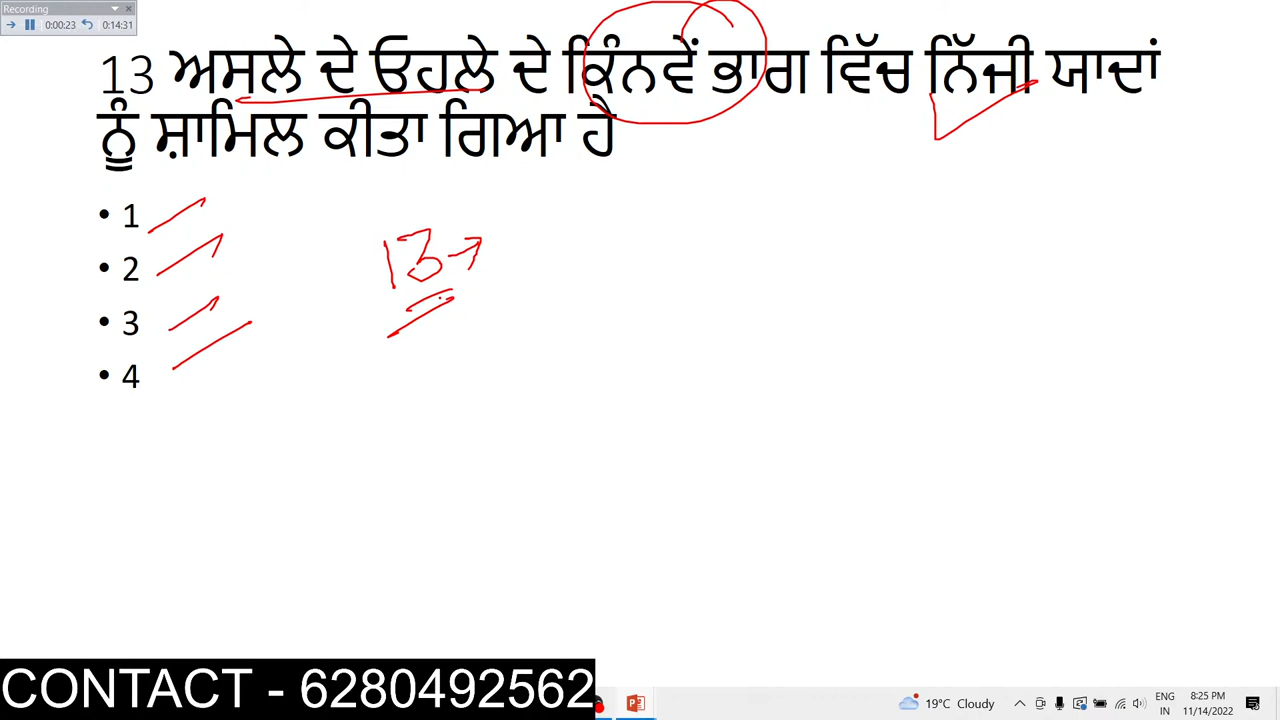 Recording
0:00:23 0:14:31
13 ਅਸਲੇ ਦੇ ਓਹਲੇ ਦੇ ਕਿੰਨਵੇਂ ਭਾਗ ਵਿੱਚ ਨਿੱਜੀ ਯਾਦਾਂ
ਨੂੰ ਸ਼ਾਮਿਲ ਕੀਤਾ ਗਿਆ ਹੇ
• 1
• 2
• 3
• 4
13
CONTACT - 6280492562
19°C Cloudy
ENG
IN
8:25 PM
11/14/2022